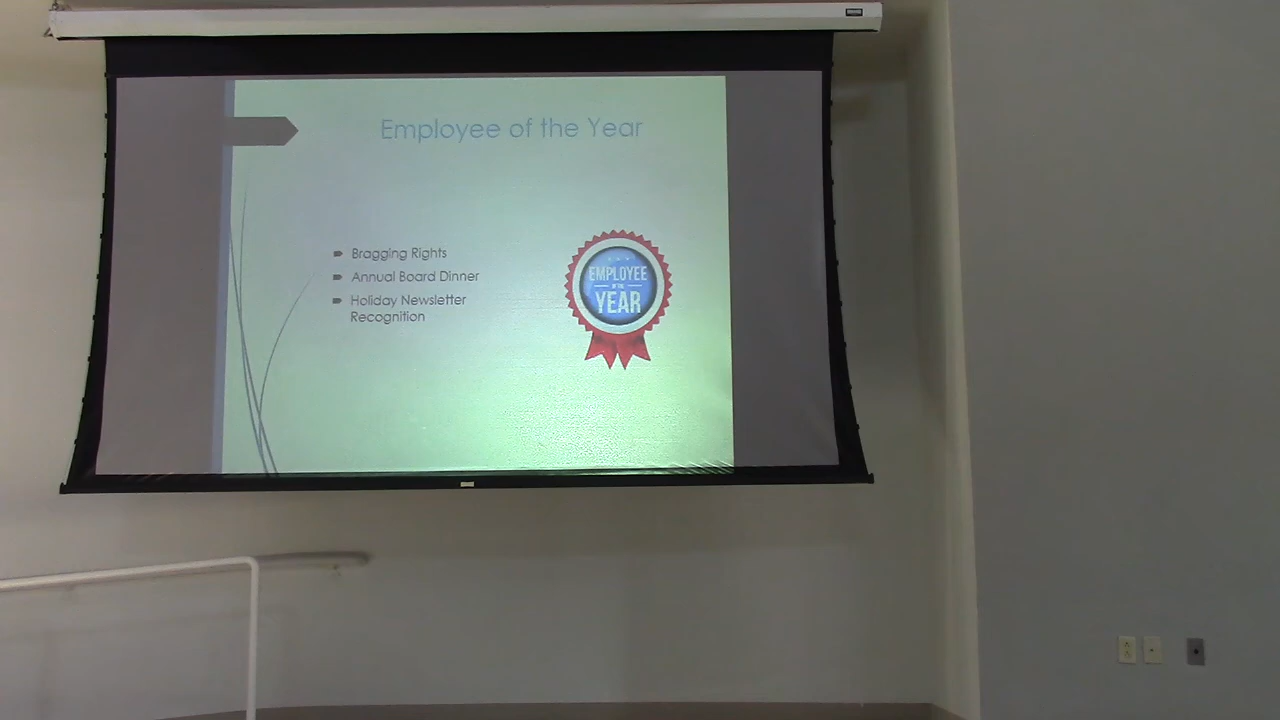 Employee of the Year
Bragging Rights
Annual Board Dinner
Holiday Newsletter
Recognition
EMPLOYEE
OF THE
YEAR